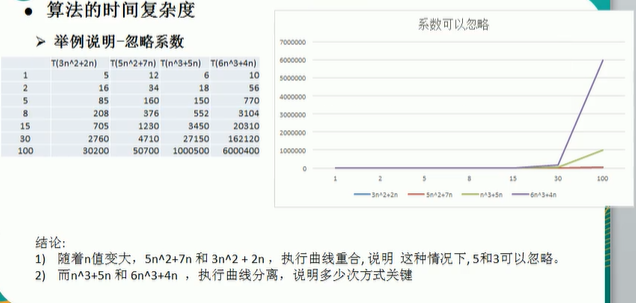 • 算法的时间复杂度
➢ 举例说明-忽略系数
T(3n^2+2n) T(5n^2+7n) T(n^3+5n) T(6n^3+4n)
1 5 12 6 10
2 16 34 18 56
5 85 160 150 770
8 208 376 552 3104
15 705 1230 3450 20310
30 2760 4710 27150 162120
100 30200 50700 1000500 6000400
系数可以忽略
7000000
6000000
5000000
4000000
3000000
2000000
1000000
0
1 2 5 8 15 30 100
3n^2+2n 5n^2+7n n^3+5n 6n^3+4n
结论:
1) 随着n值变大，5n^2+7n 和 3n^2 + 2n ，执行曲线重合, 说明 这种情况下, 5和3可以忽略。
2) 而n^3+5n 和 6n^3+4n ，执行曲线分离，说明多少次方式关键